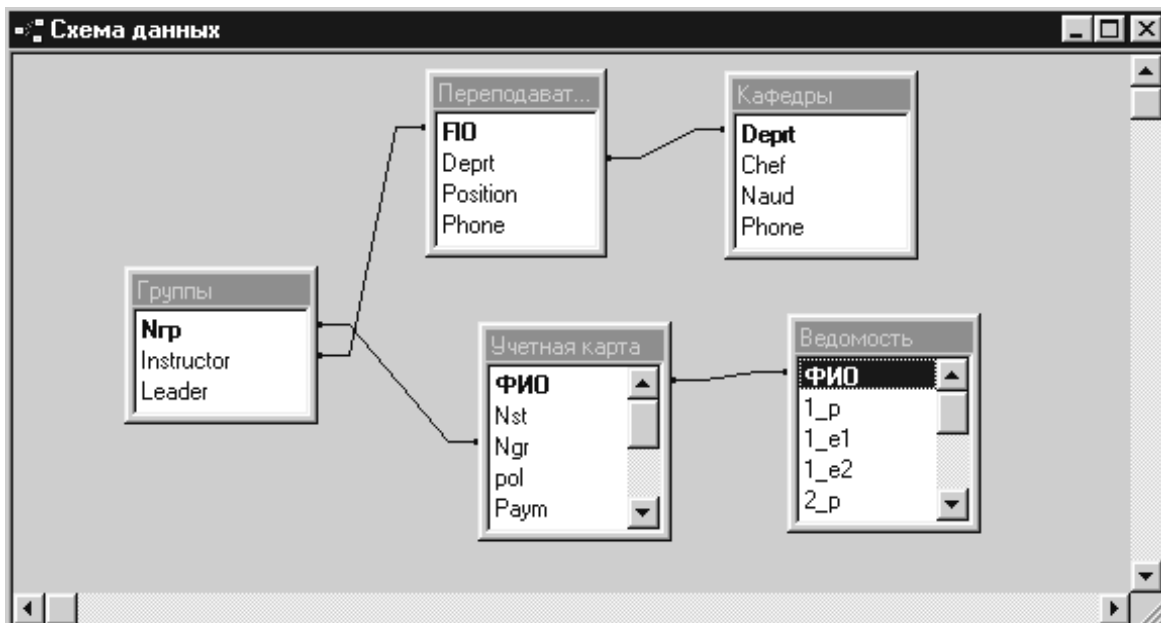 Схема данных
Переподават...
FIO
Deprt
Position
Phone
Кафедры
Deprt
Chef
Naud
Phone
Группы
Nгр
Instructor
Leader
Учетная карта
ФИО
Nst
Ngr
pol
Paym
Ведомость
ФИО
1_p
1_e1
1_e2
2_p